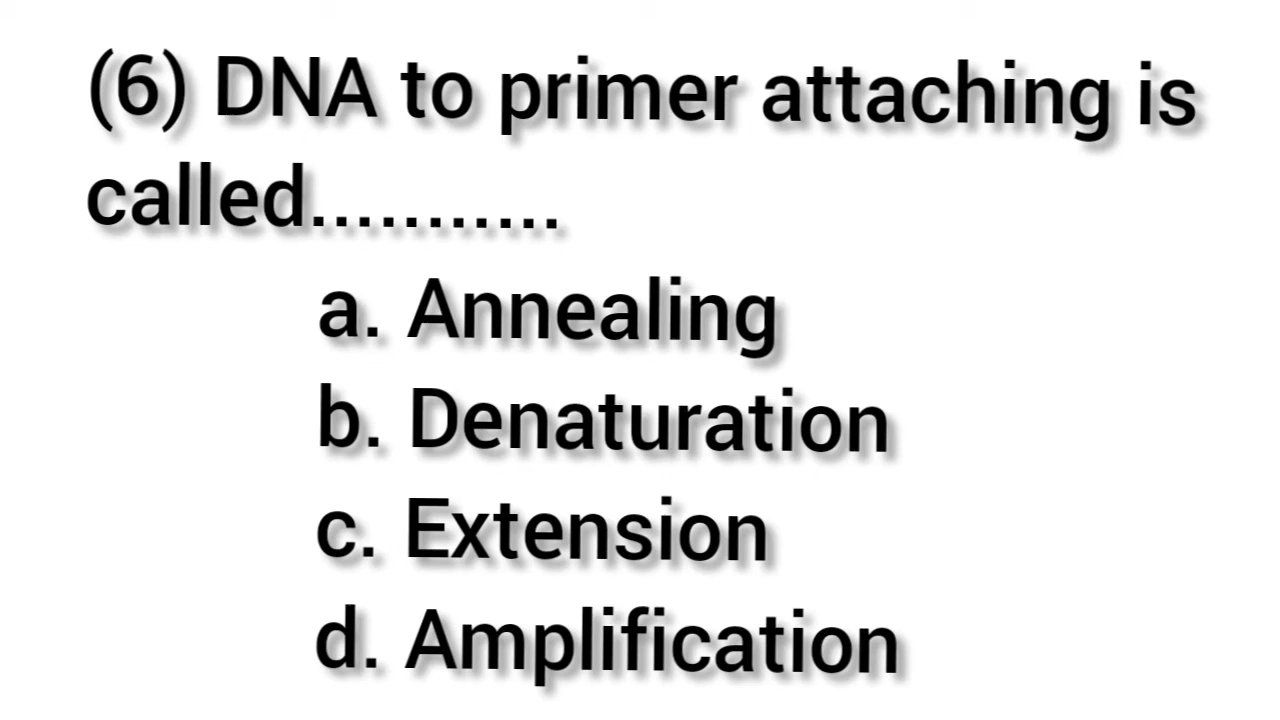 (6) DNA to primer attaching is
called...........
a. Annealing
b. Denaturation
c. Extension
d. Amplification